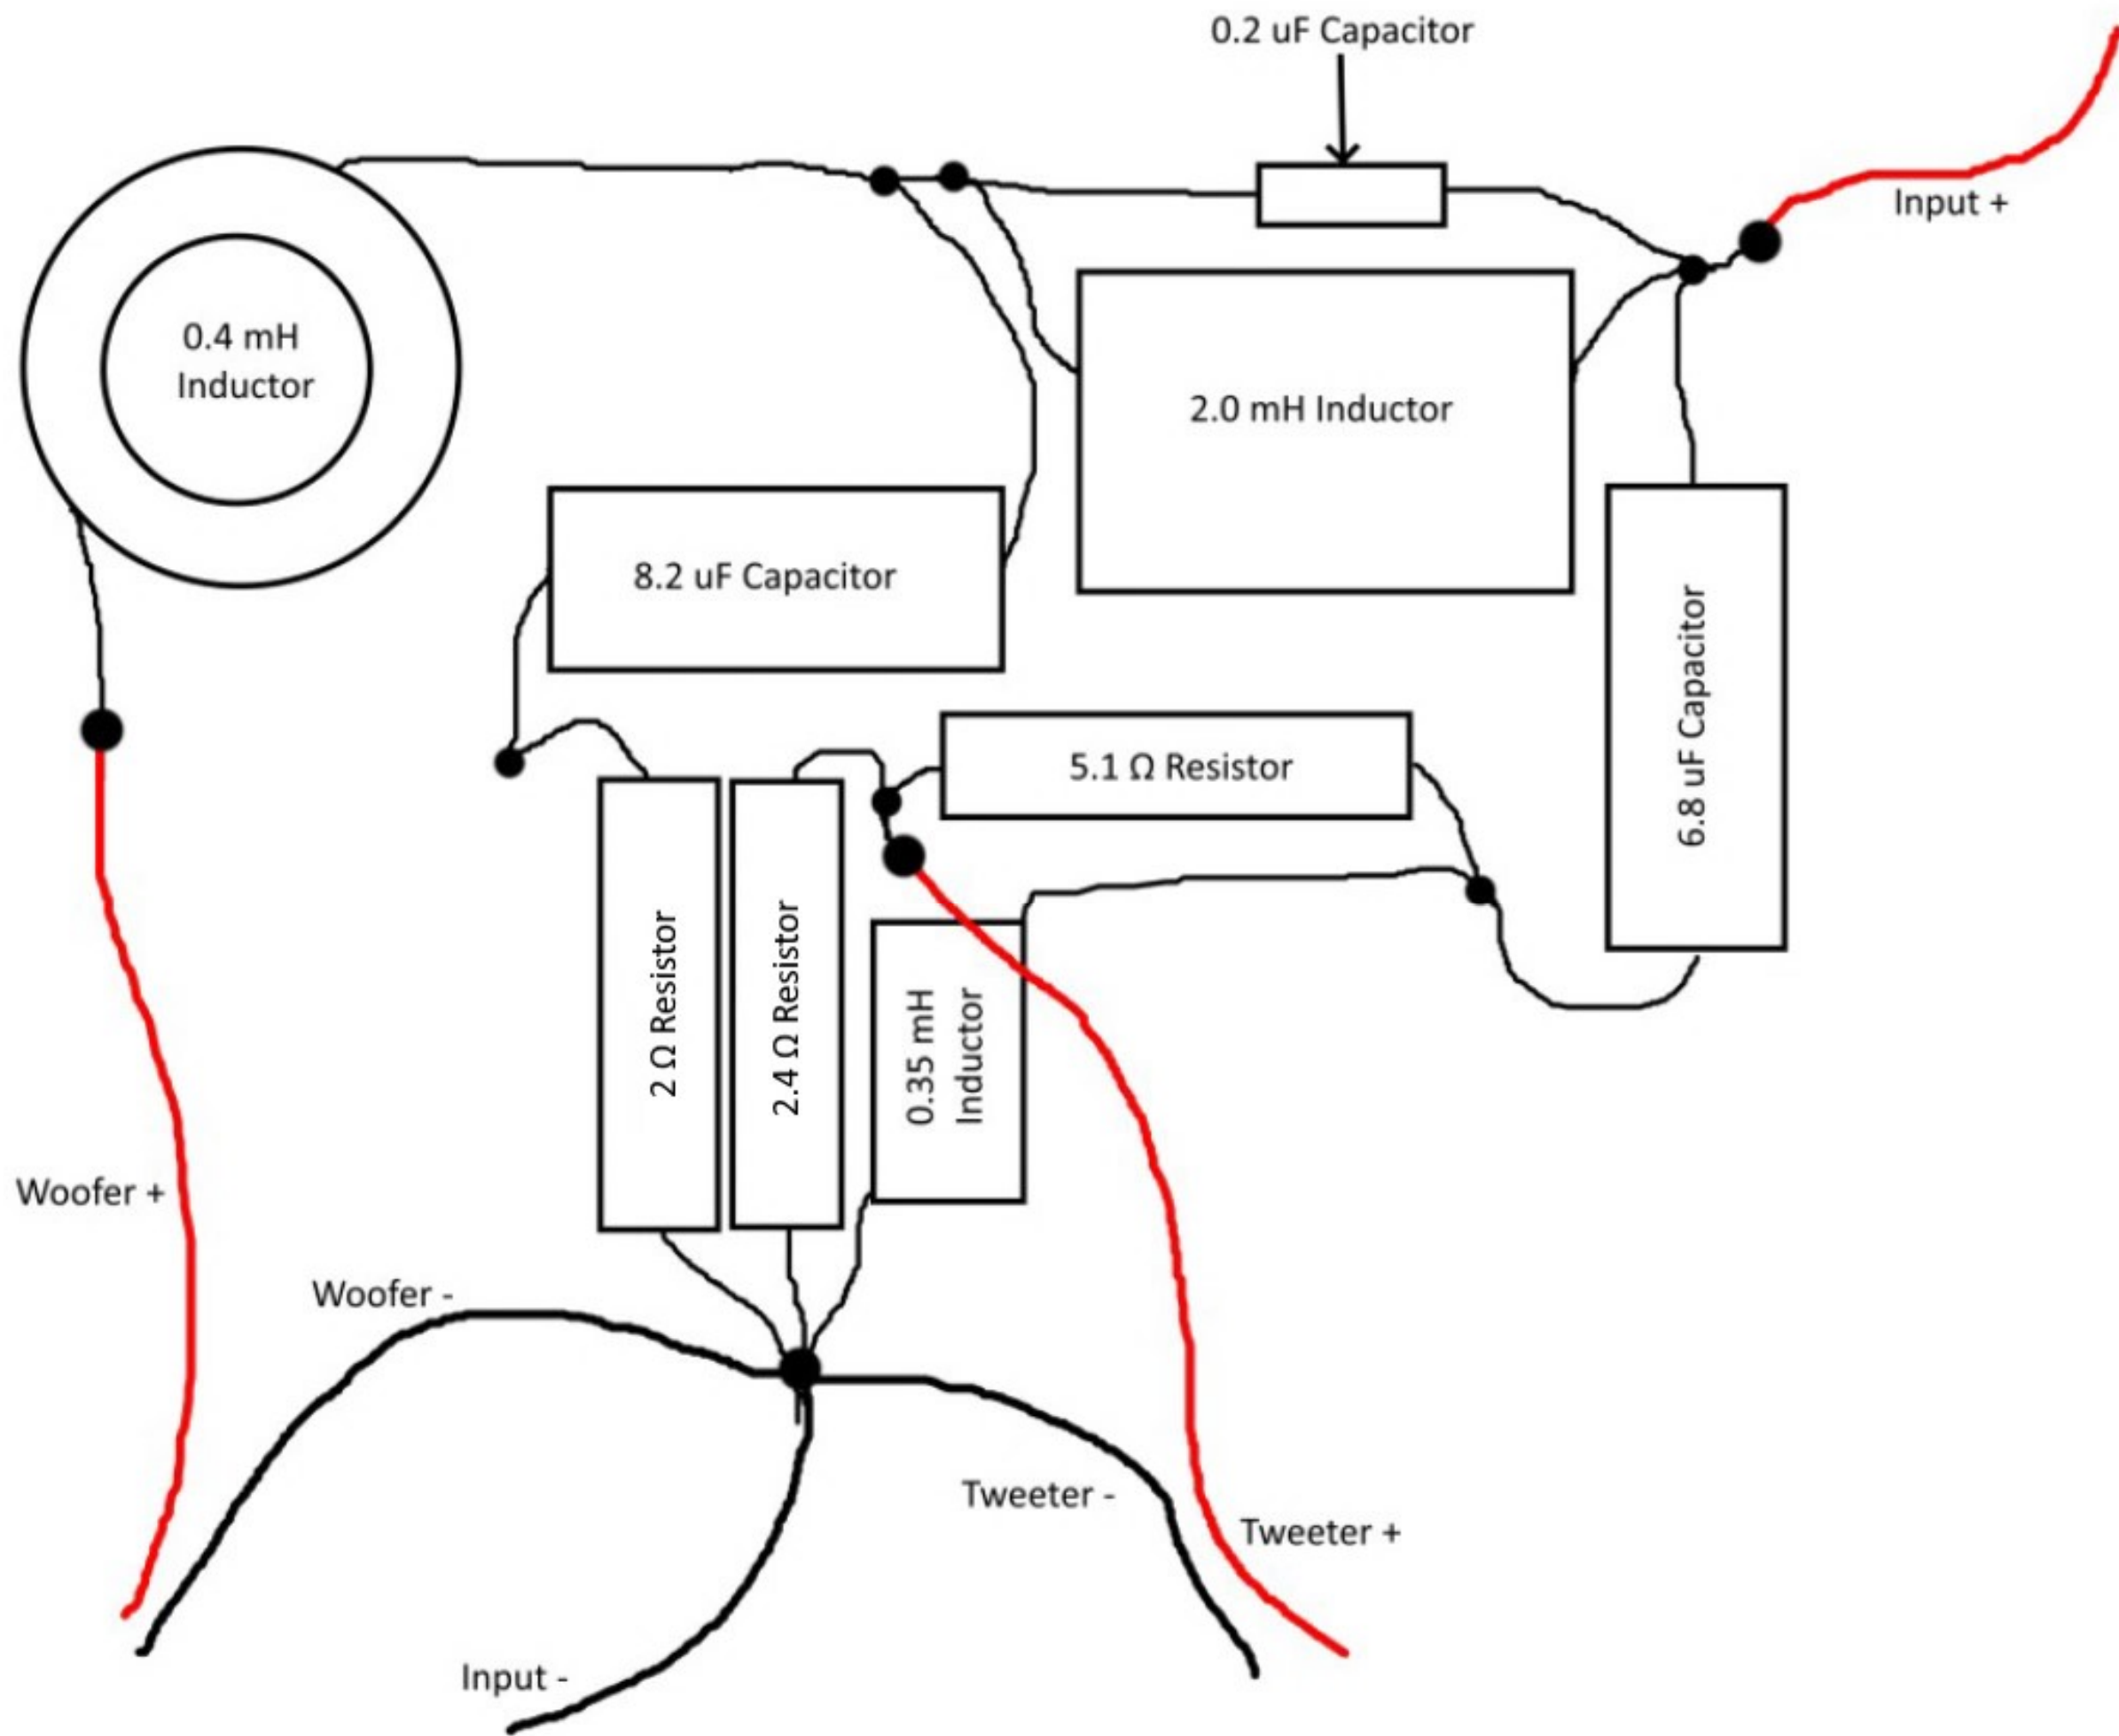 0.2 uF Capacitor
Input +
0.4 mH
Inductor
2.0 mH Inductor
8.2 uF Capacitor
6.8 uF Capacitor
5.1 Ω Resistor
2 Ω Resistor
2.4 Ω Resistor
0.35 mH
Inductor
Woofer +
Woofer -
Tweeter -
Tweeter +
Input -